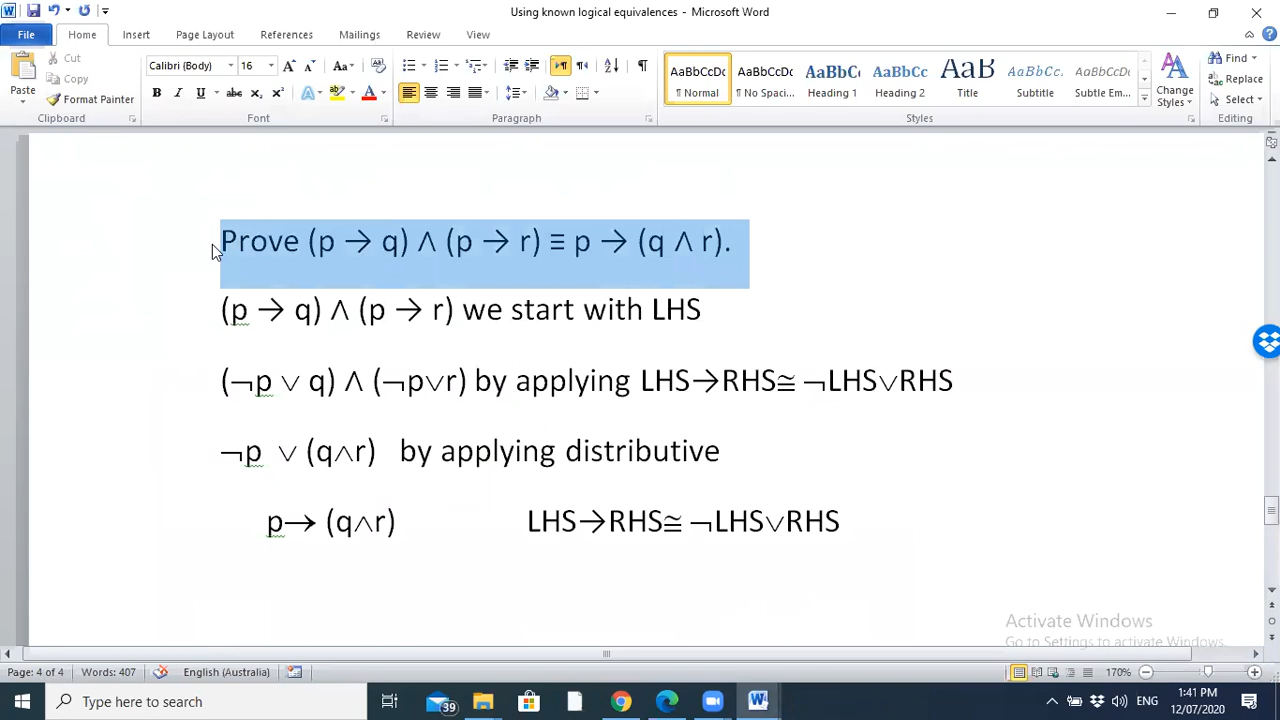 Using known logical equivalences - Microsoft Word
File Home Insert Page Layout References Mailings Review View
Paste Cut Copy Format Painter
Calibri (Body) 16
AaBbCcDc AaBbCcDc AaBbCc AaBbCc AaB AaBbCc. AaBbCcDc
¶ Normal ¶ No Spaci... Heading 1 Heading 2 Title Subtitle Subtle Em...
Change Styles
Find Replace Select
Clipboard Font Paragraph Styles Editing
Prove (p → q) ∧ (p → r) ≡ p → (q ∧ r).
(p → q) ∧ (p → r) we start with LHS
(¬p ∨ q) ∧ (¬p∨r) by applying LHS→RHS≅ ¬LHS∨RHS
¬p ∨ (q∧r) by applying distributive
p→ (q∧r) LHS→RHS≅ ¬LHS∨RHS
Activate Windows
Go to Settings to activate Windows.
Page: 4 of 4 Words: 407 English (Australia) 170%
Type here to search 39 ENG 1:41 PM
12/07/2020